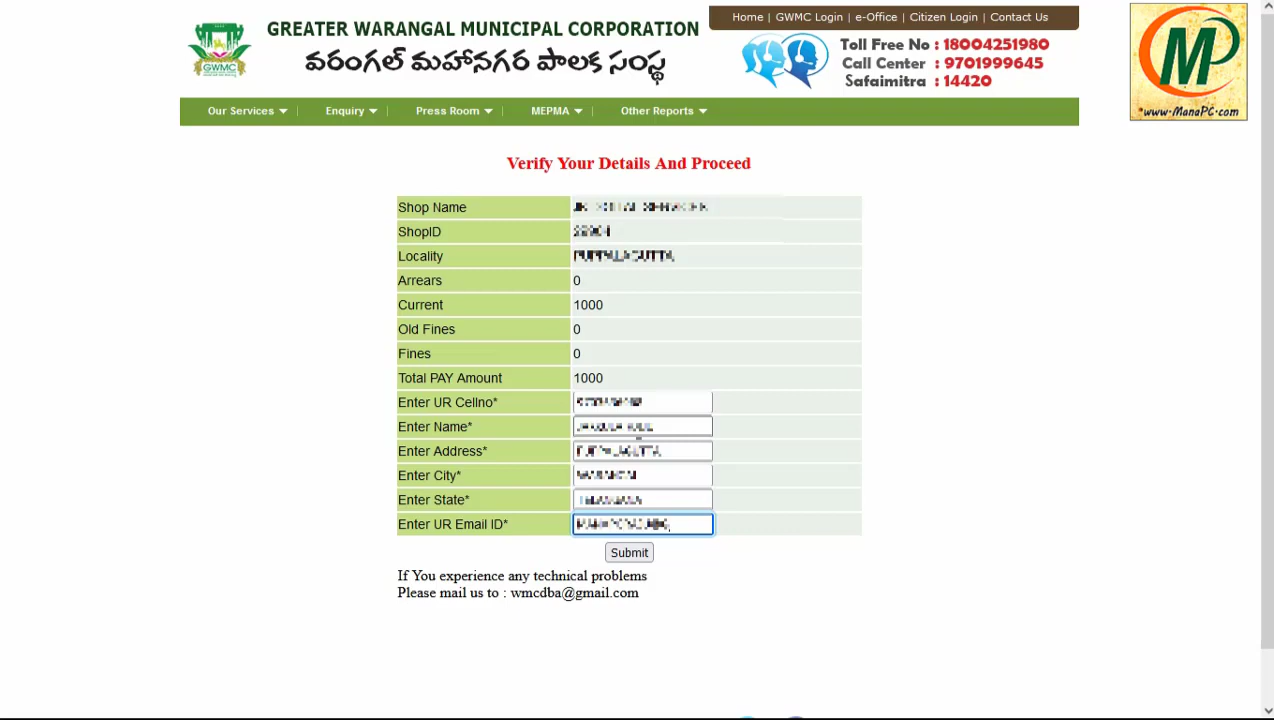 Home | GWMC Login | e-Office | Citizen Login | Contact Us
GREATER WARANGAL MUNICIPAL CORPORATION
వరంగల్ మహానగర పాలక సంస్థ
GWMC
Toll Free No : 18004251980
Call Center : 9701999645
Safaimitra : 14420
MP
www.ManaPC.com
Our Services | Enquiry | Press Room | MEPMA | Other Reports
Verify Your Details And Proceed
Shop Name
ShopID
Locality
Arrears 0
Current 1000
Old Fines 0
Fines 0
Total PAY Amount 1000
Enter UR Cellno*
Enter Name*
Enter Address*
Enter City*
Enter State*
Enter UR Email ID*
Submit
If You experience any technical problems
Please mail us to : wmcdba@gmail.com